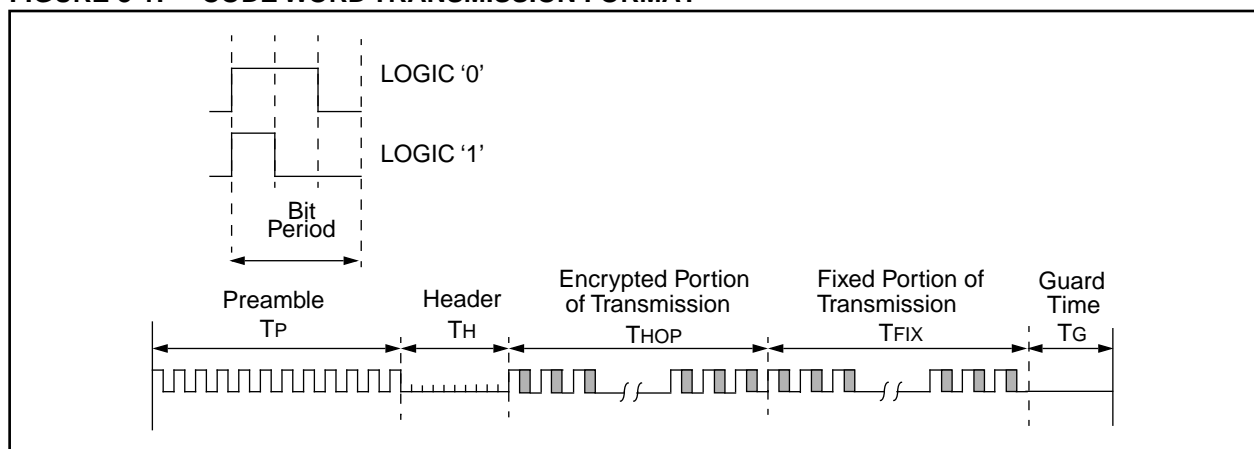 LOGIC ‘0’
LOGIC ‘1’
Bit
Period
Preamble
TP
Header
TH
Encrypted Portion
of Transmission
THOP
Fixed Portion of
Transmission
TFIX
Guard
Time
TG